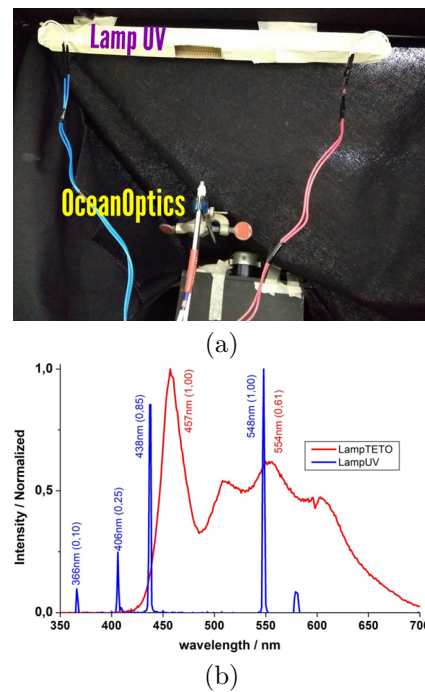 Lamp UV
OceanOptics
(a)
1,0
0,5
0,0
Intensity / Normalized
366nm (0,10)
406nm (0,25)
438nm (0,85)
457nm (1,00)
548nm (1,00)
554nm (0,61)
LampTETO
LampUV
350 400 450 500 550 600 650 700
wavelength / nm
(b)